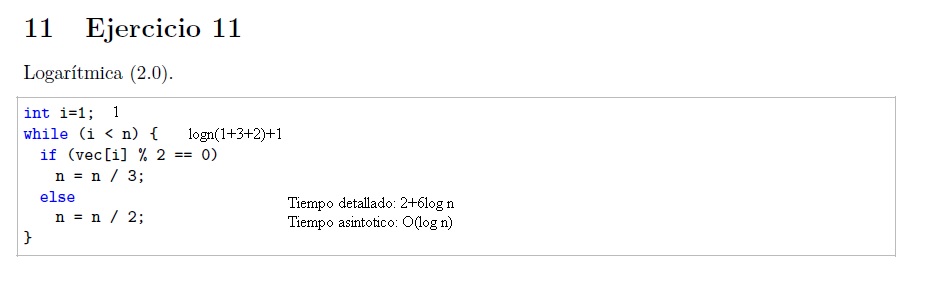 11 Ejercicio 11
Logarítmica (2.0).
int i=1; 1
while (i < n) { logn(1+3+2)+1
if (vec[i] % 2 == 0)
n = n / 3;
else
Tiempo detallado: 2+6log n
n = n / 2;
Tiempo asintotico: O(log n)
}